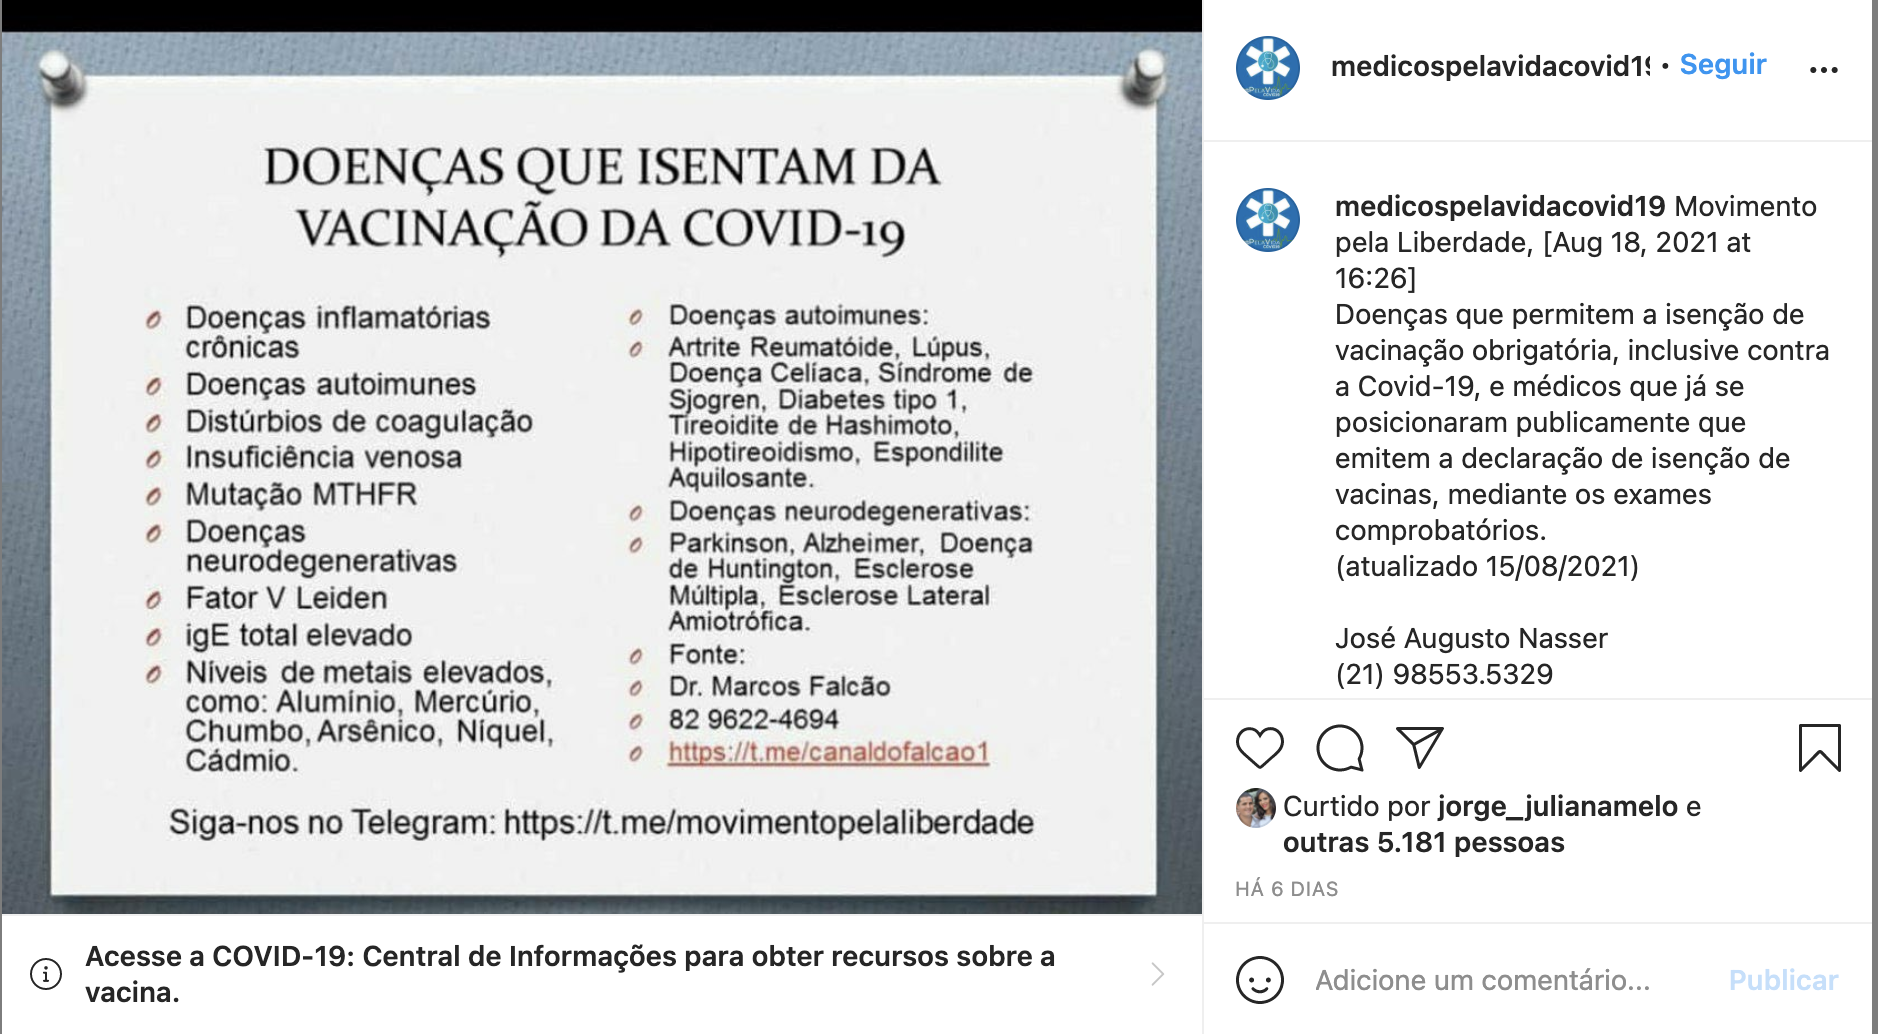 DOENÇAS QUE ISENTAM DA
VACINAÇÃO DA COVID-19
Doenças inflamatórias
crônicas
Doenças autoimunes
Distúrbios de coagulação
Insuficiência venosa
Mutação MTHFR
Doenças
neurodegenerativas
Fator V Leiden
igE total elevado
Níveis de metais elevados,
como: Alumínio, Mercúrio,
Chumbo, Arsênico, Níquel,
Cádmio.
Doenças autoimunes:
Artrite Reumatóide, Lúpus,
Doença Celíaca, Síndrome de
Sjogren, Diabetes tipo 1,
Tireoidite de Hashimoto,
Hipotireoidismo, Espondilite
Aquilosante.
Doenças neurodegenerativas:
Parkinson, Alzheimer, Doença
de Huntington, Esclerose
Múltipla, Esclerose Lateral
Amiotrófica.
Fonte:
Dr. Marcos Falcão
82 9622-4694
https://t.me/canaldofalcao1
Siga-nos no Telegram: https://t.me/movimentopelaliberdade
Acesse a COVID-19: Central de Informações para obter recursos sobre a
vacina.
medicospelavidacovid19 • Seguir
medicospelavidacovid19 Movimento
pela Liberdade, [Aug 18, 2021 at
16:26]
Doenças que permitem a isenção de
vacinação obrigatória, inclusive contra
a Covid-19, e médicos que já se
posicionaram publicamente que
emitem a declaração de isenção de
vacinas, mediante os exames
comprobatórios.
(atualizado 15/08/2021)
José Augusto Nasser
(21) 98553.5329
Curtido por jorge_julianamelo e
outras 5.181 pessoas
HÁ 6 DIAS
Adicione um comentário... Publicar